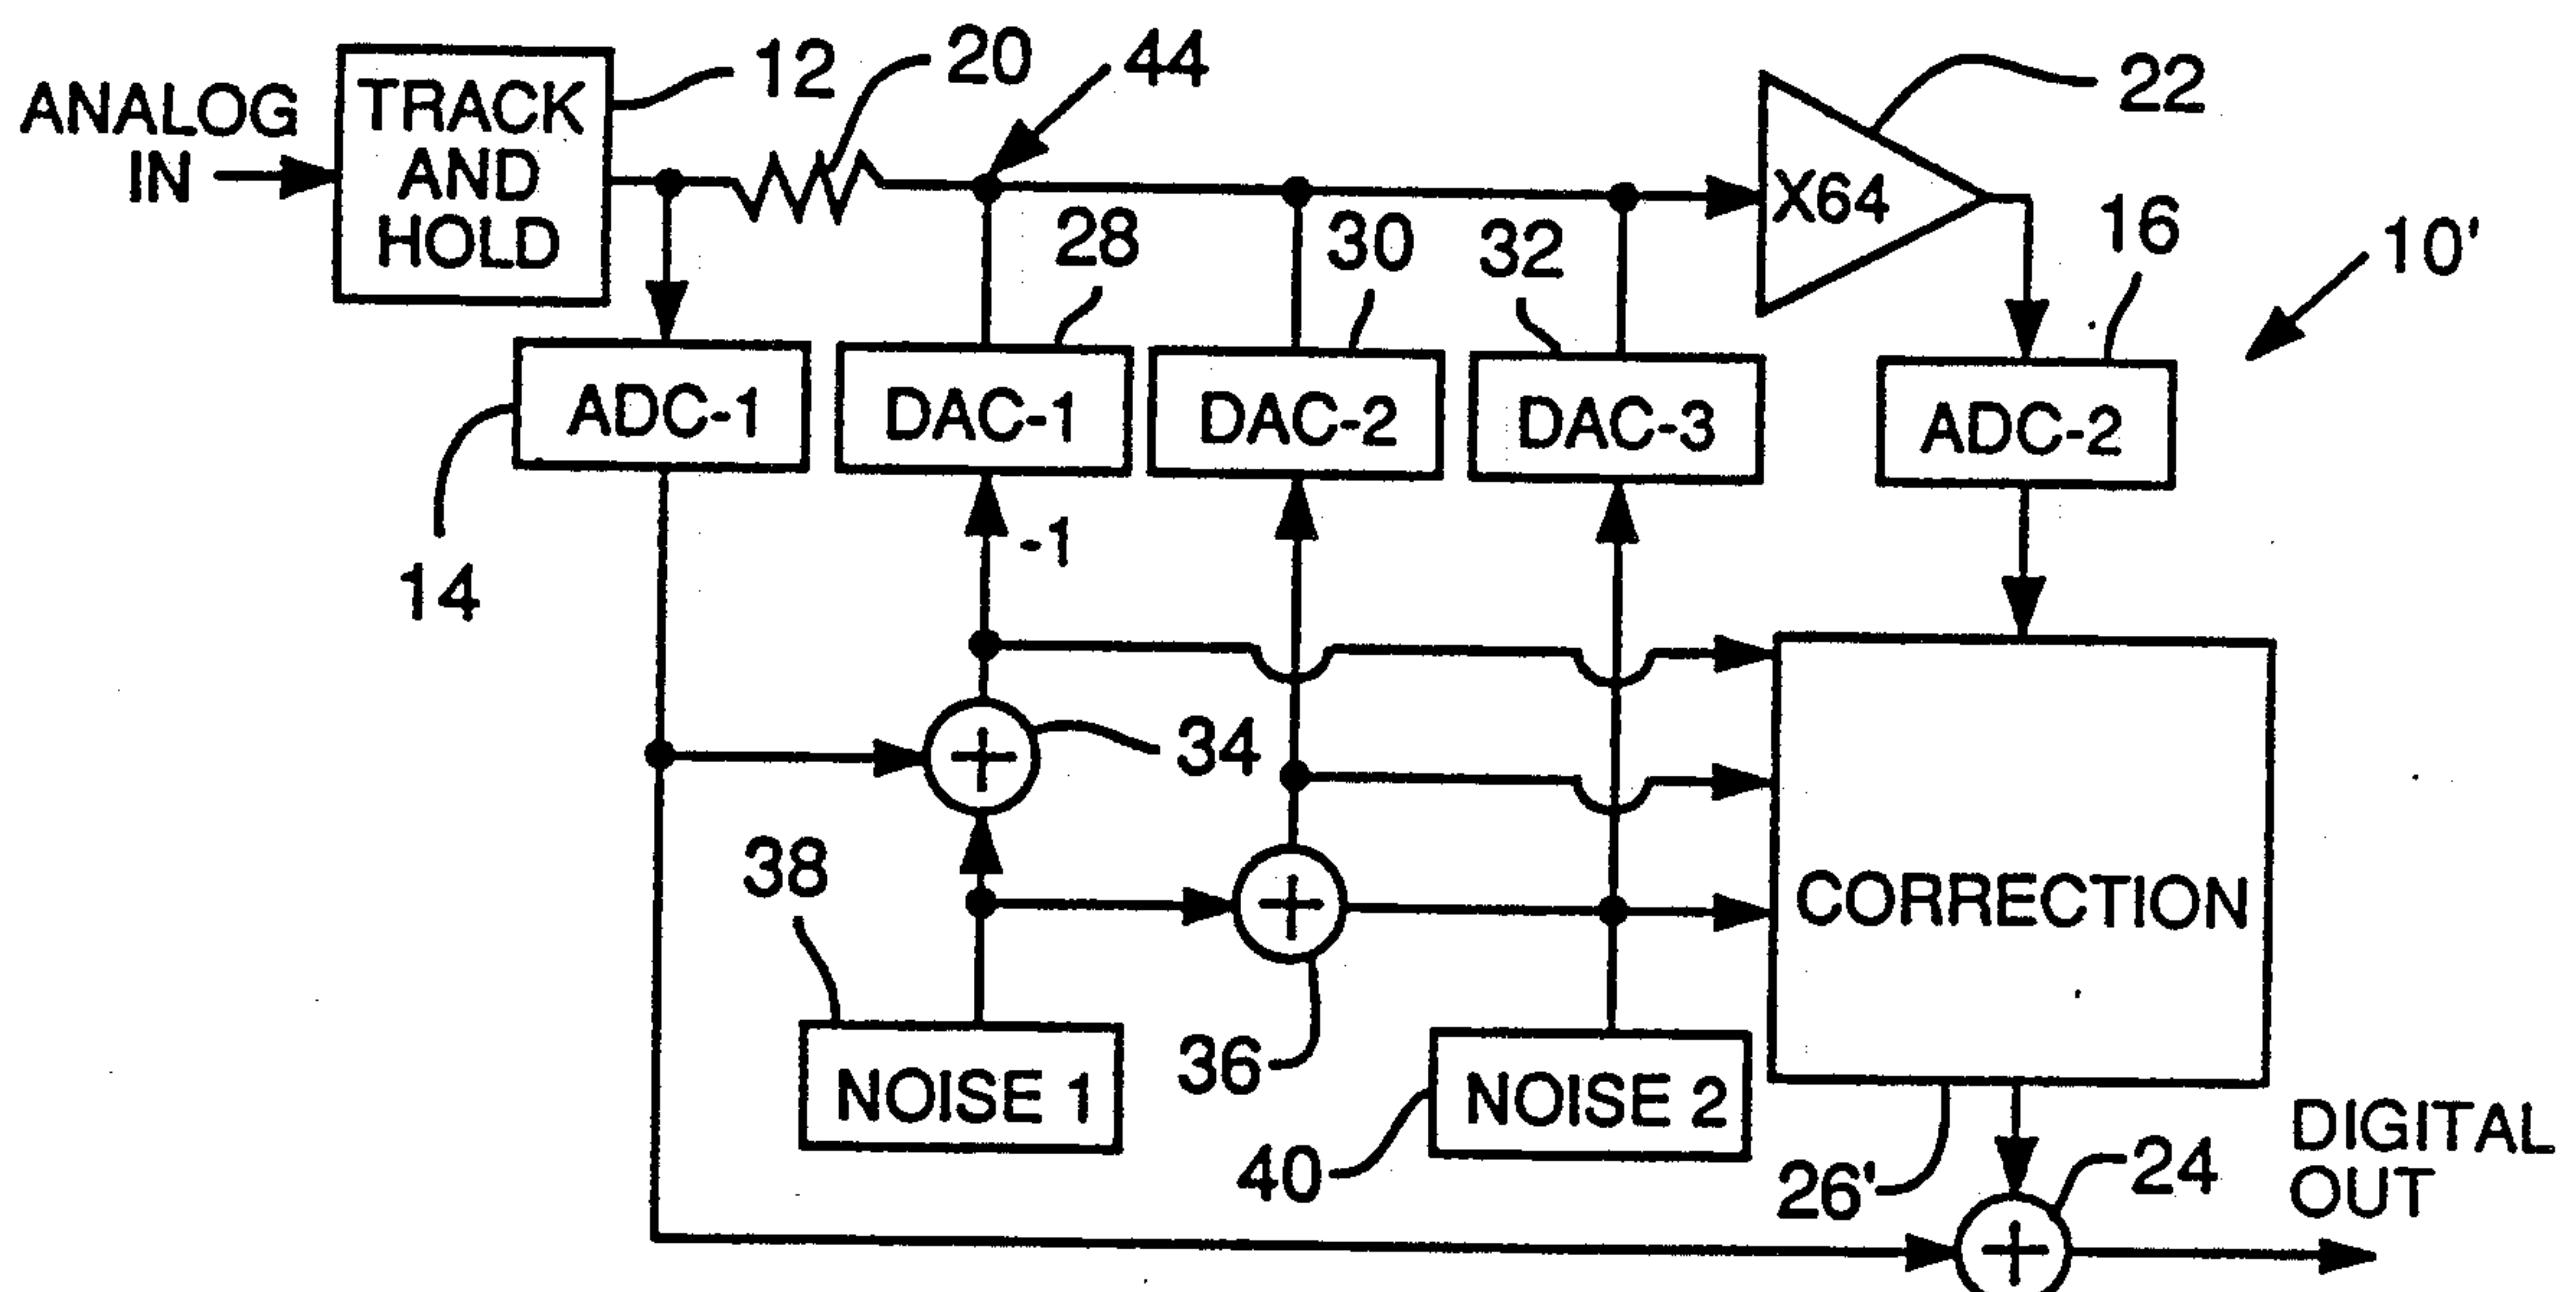 ANALOG
IN
TRACK
AND
HOLD
12
20
44
22
X64
10'
28
30
32
16
ADC-1
DAC-1
DAC-2
DAC-3
ADC-2
14
-1
+
34
38
+
36
CORRECTION
NOISE 1
NOISE 2
40
26'
24
+
DIGITAL
OUT